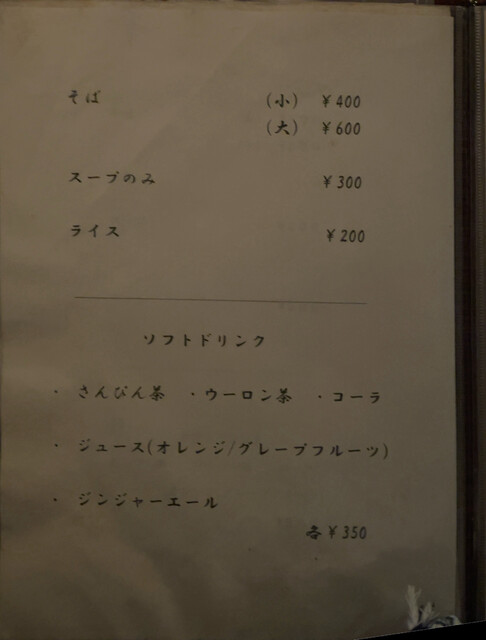 そば (小) ¥400
(大) ¥600
スープのみ ¥300
ライス ¥200
ソフトドリンク
・さんぴん茶 ・ウーロン茶 ・コーラ
・ジュース(オレンジ/グレープフルーツ)
・ジンジャーエール
各¥350